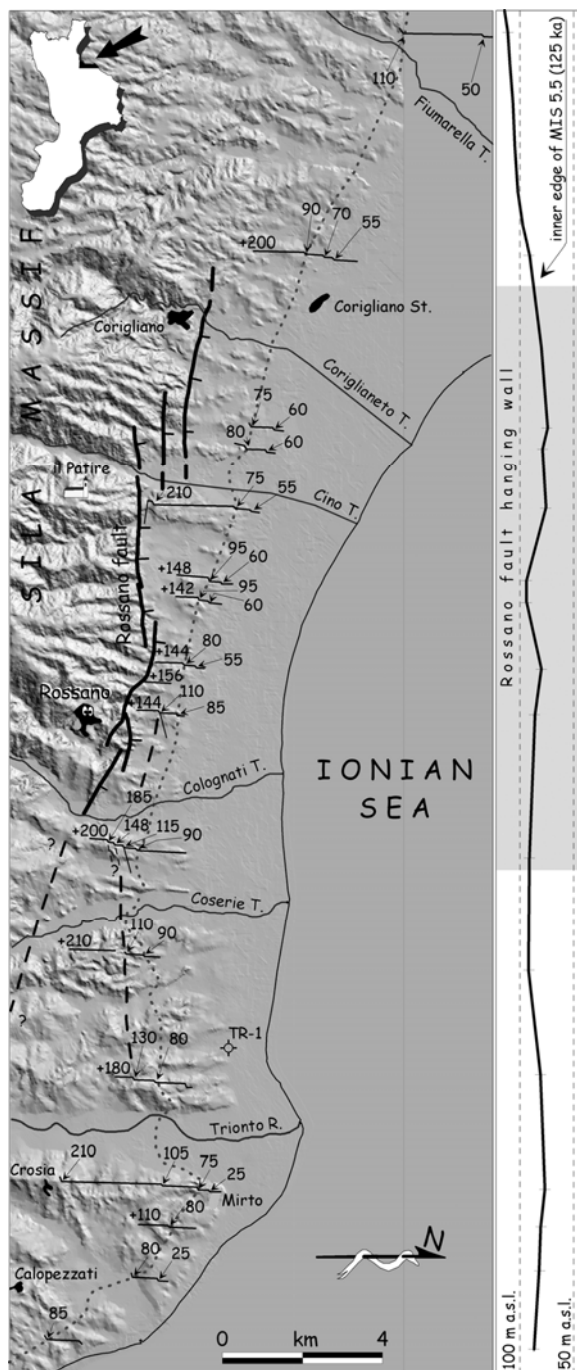 110
50
Fiumarella T.
inner edge of MIS 5.5 (125 ka)
90
70
+200
55
SILA MASSIF
Corigliano St.
Corigliano
75
60
Coriglianeto T.
80
60
il Patire
210
75
55
Cino T.
Rossano fault
Rossano fault hanging wall
95
+148
60
+142
95
60
80
+144
55
+156
Rossano
110
+144
85
IONIAN
SEA
Colognati T.
185
+200
148
115
90
?
?
Coserie T.
110
90
+210
?
TR-1
130
80
+180
Trionto R.
210
105
Crosia
75
25
Mirto
80
+110
80
25
N
Calopezzati
85
0
4
km
100 m a.s.l.
50 m a.s.l.